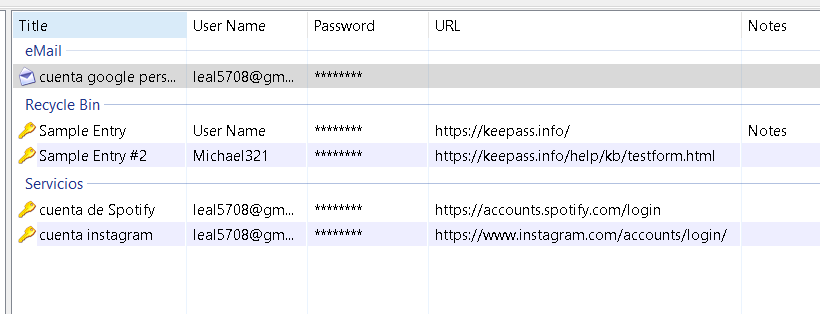 Title User Name Password URL Notes
eMail
cuenta google pers... leal5708@gm... ********
Recycle Bin
Sample Entry User Name ******** https://keepass.info/ Notes
Sample Entry #2 Michael321 ******** https://keepass.info/help/kb/testform.html
Servicios
cuenta de Spotify leal5708@gm... ******** https://accounts.spotify.com/login
cuenta instagram leal5708@gm... ******** https://www.instagram.com/accounts/login/